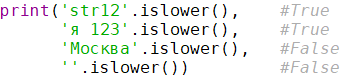 print('str12'.islower(),    #True
      'я 123'.islower(),    #True
      'Москва'.islower(),   #False
      ''.islower())         #False